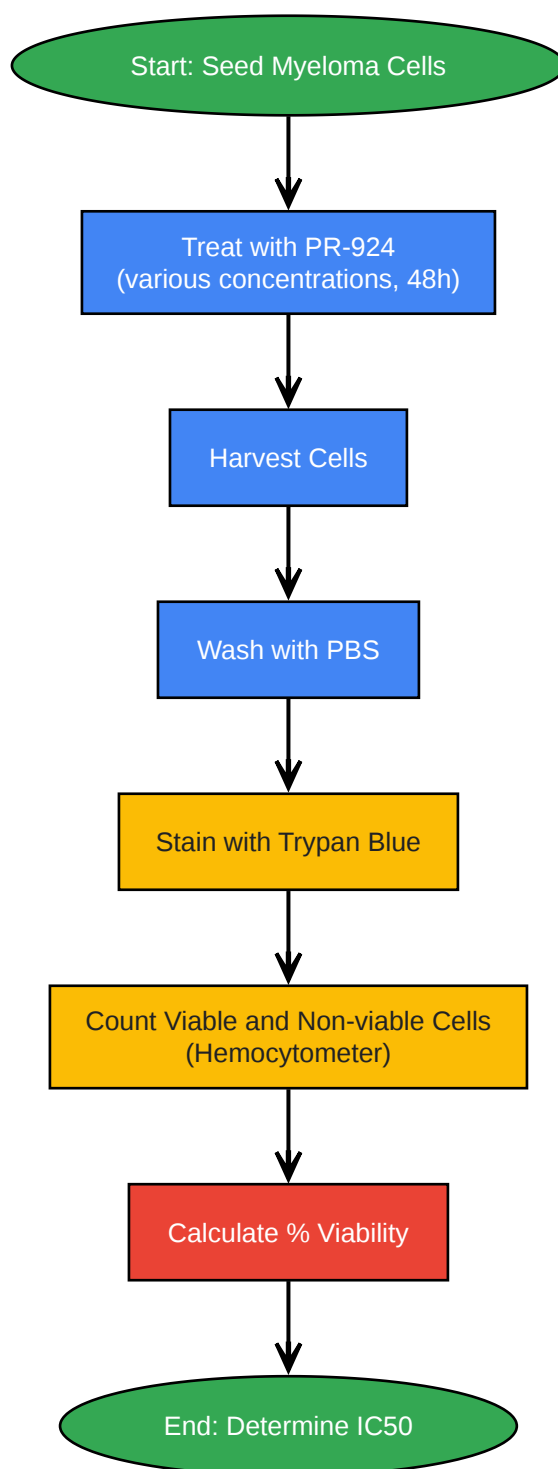 Start: Seed Myeloma Cells
Treat with PR-924
(various concentrations, 48h)
Harvest Cells
Wash with PBS
Stain with Trypan Blue
Count Viable and Non-viable Cells
(Hemocytometer)
Calculate % Viability
End: Determine IC50